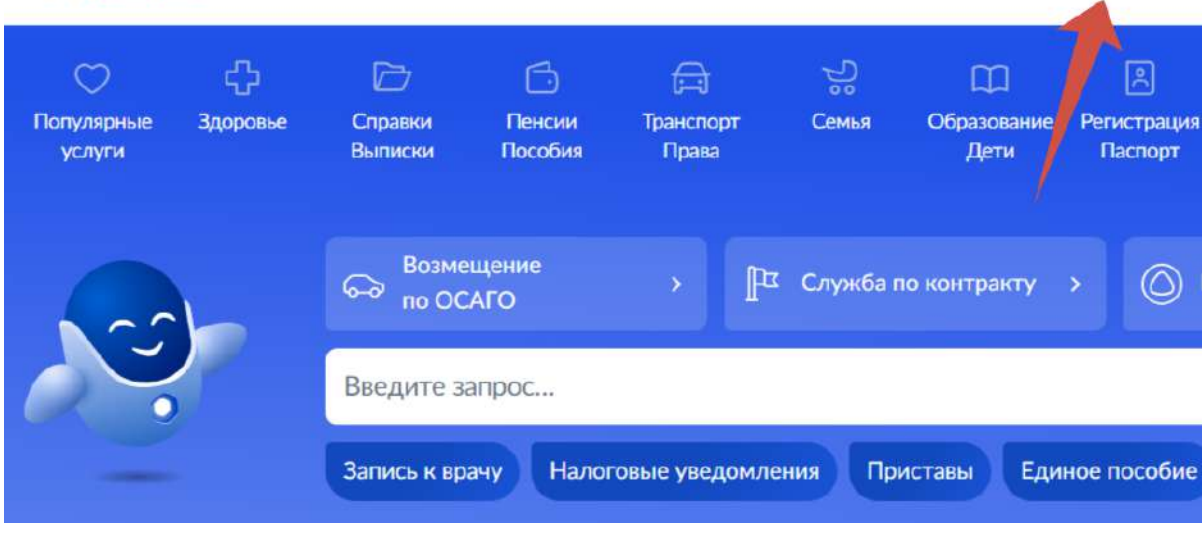 Популярные услуги
Здоровье
Справки Выписки
Пенсии Пособия
Транспорт Права
Семья
Образование Дети
Регистрация Паспорт
Возмещение
по ОСАГО
Служба по контракту
Введите запрос...
Запись к врачу
Налоговые уведомления
Приставы
Единое пособие